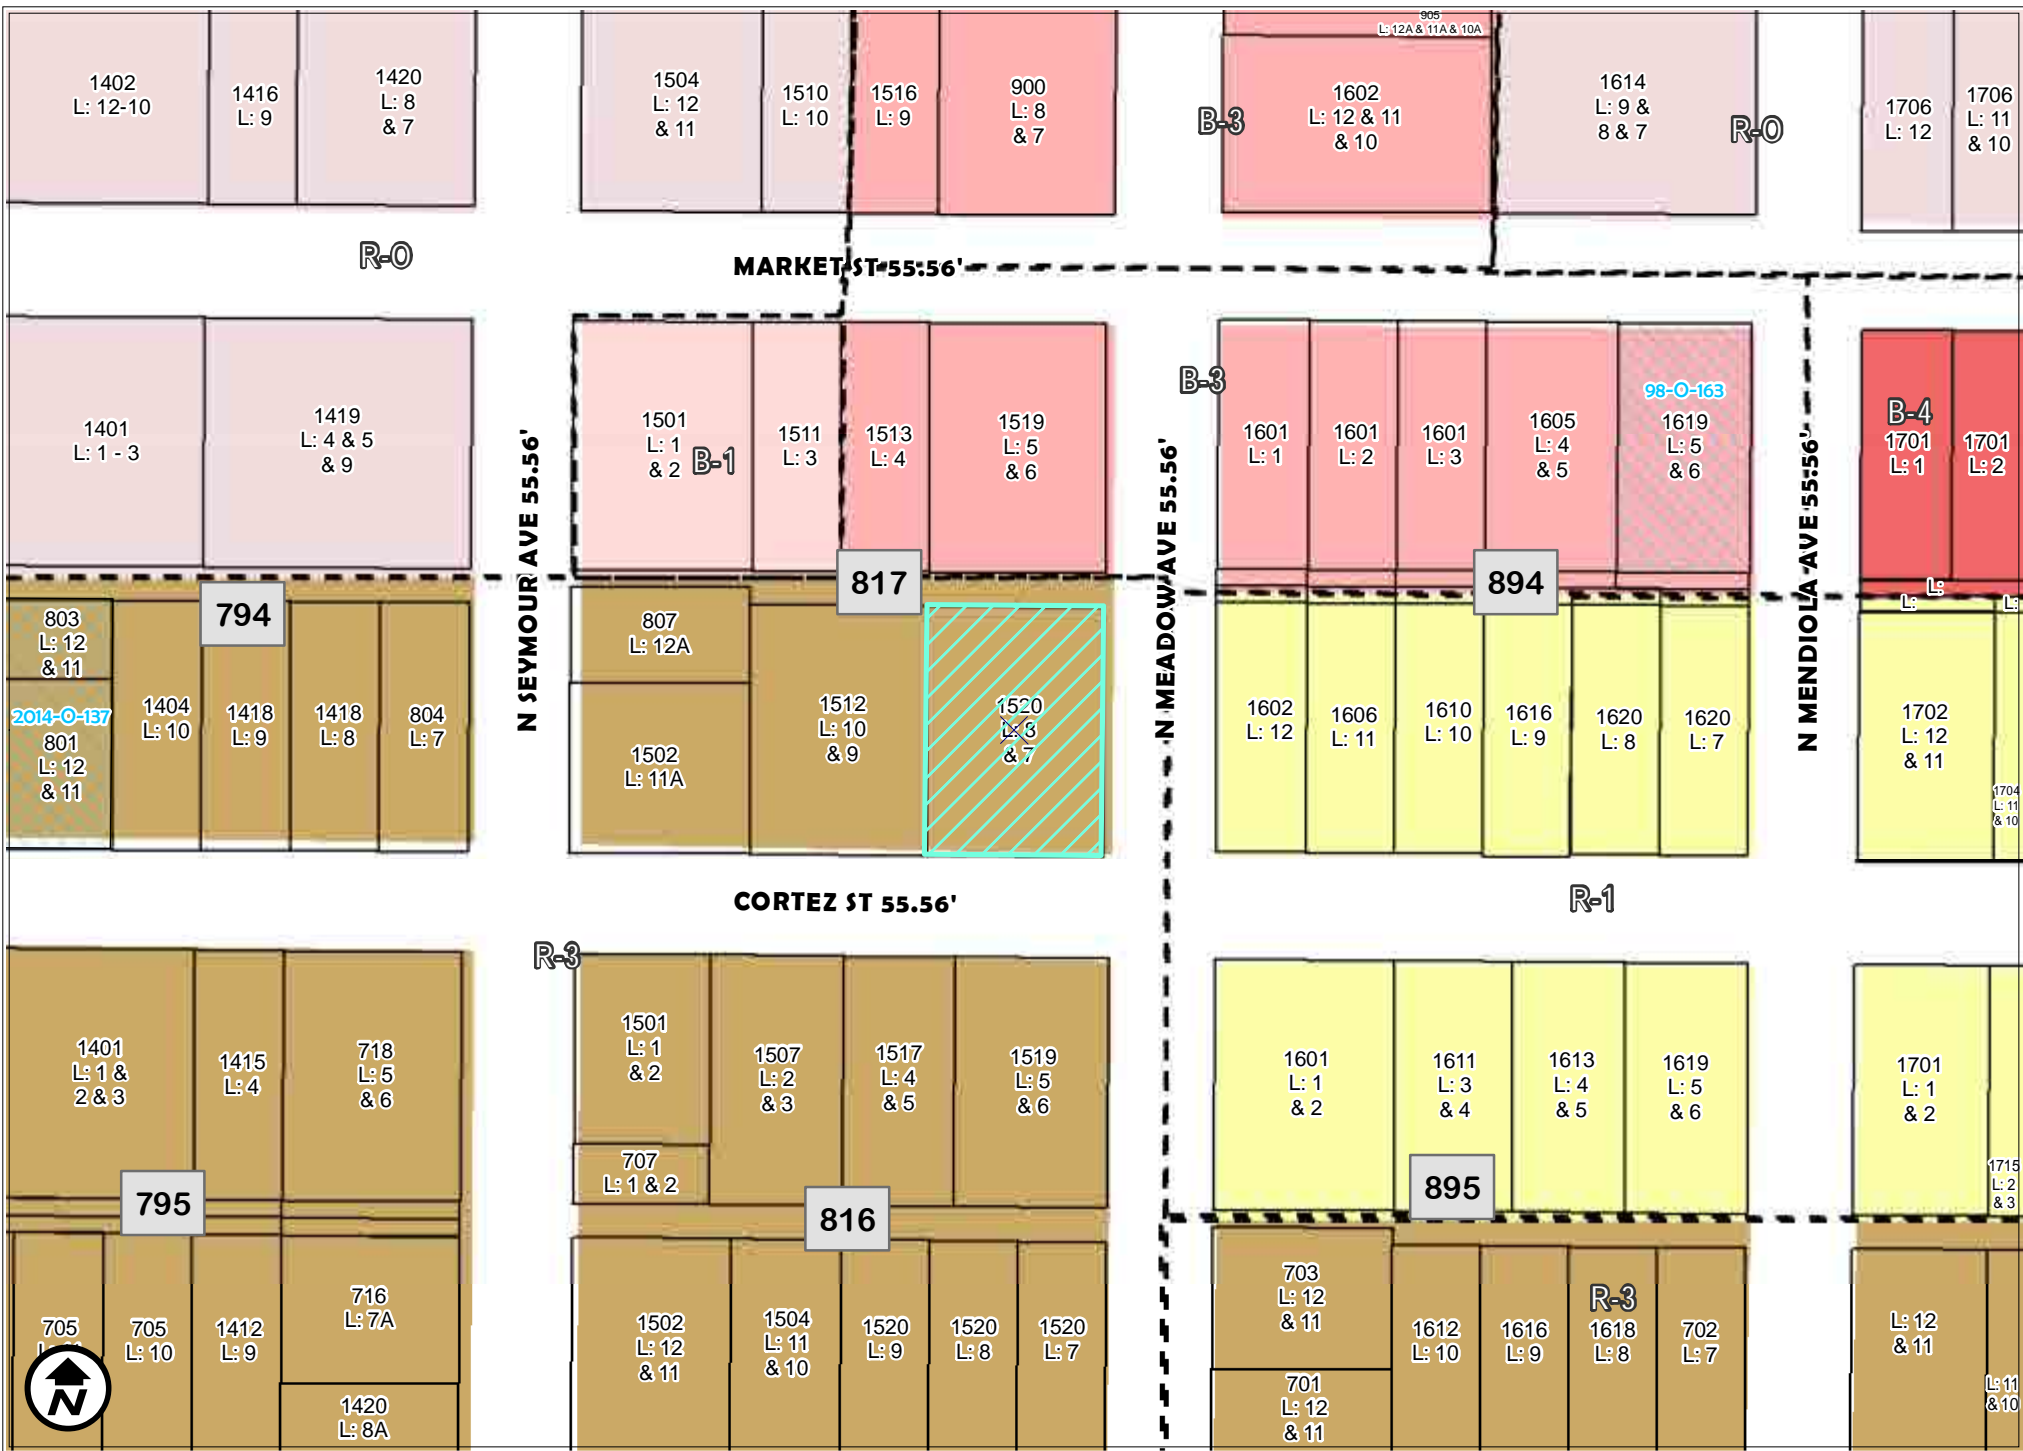 905
L: 12A & 11A & 10A
1402
L: 12-10
1416
L: 9
1420
L: 8
& 7
1504
L: 12
& 11
1510
L: 10
1516
L: 9
900
L: 8
& 7
B-3
1602
L: 12 & 11
& 10
1614
L: 9 &
8 & 7
R-O
1706
L: 12
1706
L: 11
& 10
R-O
MARKET ST 55.56'
1401
L: 1 - 3
1419
L: 4 & 5
& 9
N SEYMOUR AVE 55.56'
1501
L: 1
& 2
B-1
1511
L: 3
1513
L: 4
1519
L: 5
& 6
N MEADOW AVE 55.56'
B-3
1601
L: 1
1601
L: 2
1601
L: 3
1605
L: 4
& 5
98-O-163
1619
L: 5
& 6
N MENDIOLA AVE 55.56'
B-4
1701
L: 1
1701
L: 2
794
817
894
L:
L:
L:
803
L: 12
& 11
2014-O-137
801
L: 12
& 11
1404
L: 10
1418
L: 9
1418
L: 8
804
L: 7
807
L: 12A
1502
L: 11A
1512
L: 10
& 9
1520
L: 8
& 7
1602
L: 12
1606
L: 11
1610
L: 10
1616
L: 9
1620
L: 8
1620
L: 7
1702
L: 12
& 11
1704
L: 11
& 10
CORTEZ ST 55.56'
R-1
R-3
1401
L: 1 &
2 & 3
1415
L: 4
718
L: 5
& 6
1501
L: 1
& 2
707
L: 1 & 2
1507
L: 2
& 3
1517
L: 4
& 5
1519
L: 5
& 6
1601
L: 1
& 2
1611
L: 3
& 4
1613
L: 4
& 5
1619
L: 5
& 6
1701
L: 1
& 2
1715
L: 2
& 3
795
816
895
705
705
L: 10
1412
L: 9
716
L: 7A
1420
L: 8A
1502
L: 12
& 11
1504
L: 11
& 10
1520
L: 9
1520
L: 8
1520
L: 7
703
L: 12
& 11
701
L: 12
& 11
1612
L: 10
1616
L: 9
R-3
1618
L: 8
702
L: 7
L: 12
& 11
L: 11
& 10
N